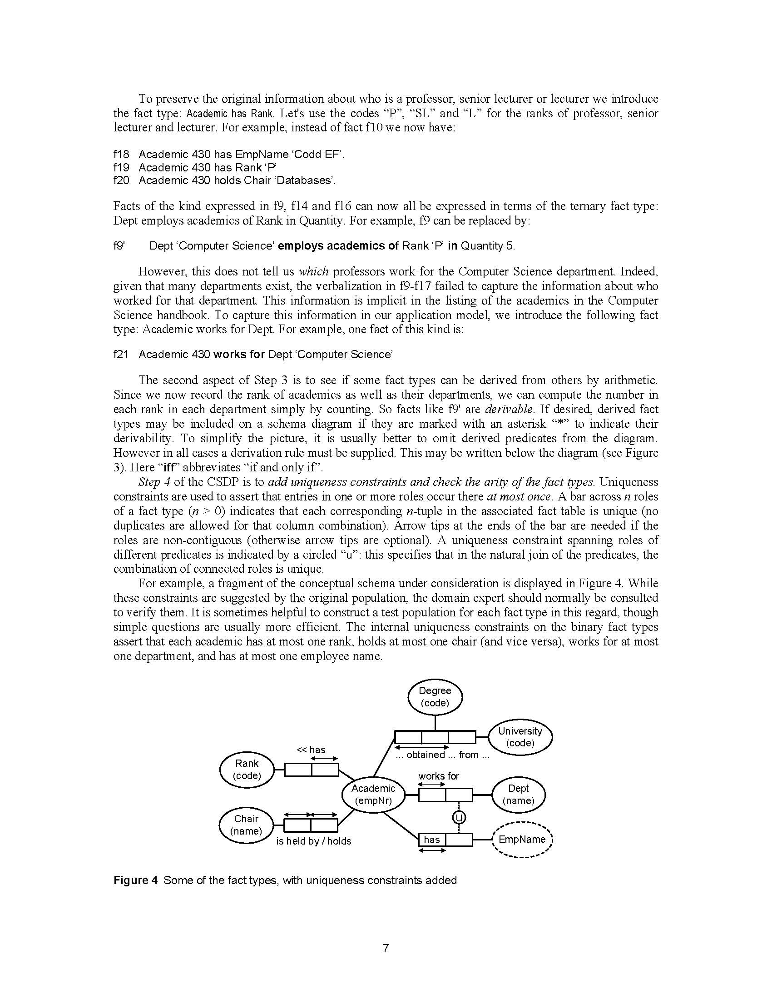 To preserve the original information about who is a professor, senior lecturer or lecturer we introduce
the fact type: Academic has Rank. Let's use the codes “P”, “SL” and “L” for the ranks of professor, senior
lecturer and lecturer. For example, instead of fact f10 we now have:
f18 Academic 430 has EmpName ‘Codd EF’.
f19 Academic 430 has Rank ‘P’
f20 Academic 430 holds Chair ‘Databases’.
Facts of the kind expressed in f9, f14 and f16 can now all be expressed in terms of the ternary fact type:
Dept employs academics of Rank in Quantity. For example, f9 can be replaced by:
f9' Dept ‘Computer Science’ employs academics of Rank ‘P’ in Quantity 5.
However, this does not tell us which professors work for the Computer Science department. Indeed,
given that many departments exist, the verbalization in f9-f17 failed to capture the information about who
worked for that department. This information is implicit in the listing of the academics in the Computer
Science handbook. To capture this information in our application model, we introduce the following fact
type: Academic works for Dept. For example, one fact of this kind is:
f21 Academic 430 works for Dept ‘Computer Science’
The second aspect of Step 3 is to see if some fact types can be derived from others by arithmetic.
Since we now record the rank of academics as well as their departments, we can compute the number in
each rank in each department simply by counting. So facts like f9' are derivable. If desired, derived fact
types may be included on a schema diagram if they are marked with an asterisk “*” to indicate their
derivability. To simplify the picture, it is usually better to omit derived predicates from the diagram.
However in all cases a derivation rule must be supplied. This may be written below the diagram (see Figure
3). Here “iff” abbreviates “if and only if”.
Step 4 of the CSDP is to add uniqueness constraints and check the arity of the fact types. Uniqueness
constraints are used to assert that entries in one or more roles occur there at most once. A bar across n roles
of a fact type (n > 0) indicates that each corresponding n-tuple in the associated fact table is unique (no
duplicates are allowed for that column combination). Arrow tips at the ends of the bar are needed if the
roles are non-contiguous (otherwise arrow tips are optional). A uniqueness constraint spanning roles of
different predicates is indicated by a circled “u”: this specifies that in the natural join of the predicates, the
combination of connected roles is unique.
For example, a fragment of the conceptual schema under consideration is displayed in Figure 4. While
these constraints are suggested by the original population, the domain expert should normally be consulted
to verify them. It is sometimes helpful to construct a test population for each fact type in this regard, though
simple questions are usually more efficient. The internal uniqueness constraints on the binary fact types
assert that each academic has at most one rank, holds at most one chair (and vice versa), works for at most
one department, and has at most one employee name.
Degree
(code)
University
(code)
<< has
... obtained ... from ...
Rank
(code)
works for
Academic
(empNr)
Dept
(name)
Chair
(name)
u
is held by / holds
has
EmpName
Figure 4 Some of the fact types, with uniqueness constraints added
7